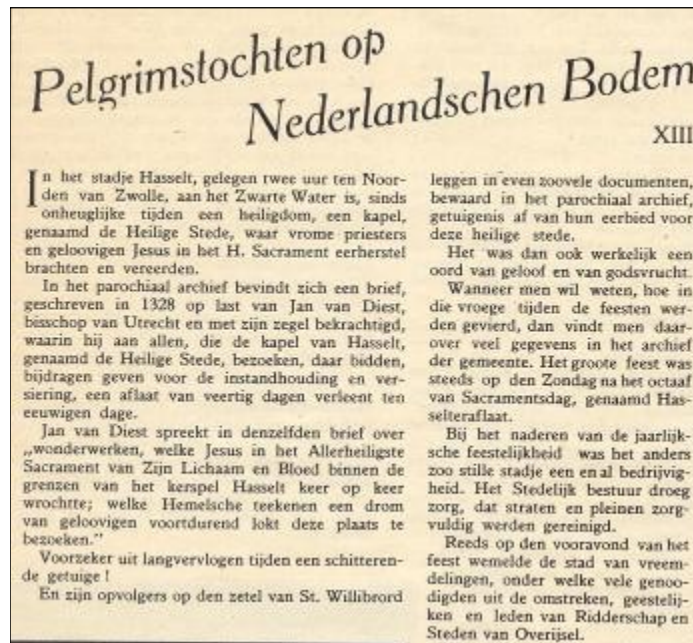 Pelgrimstochten op
Nederlandschen Bodem
XIII
In het stadje Hasselt, gelegen twee uur ten Noor-
den van Zwolle, aan het Zwarte Water is, sinds
onheuglijke tijden een heiligdom, een kapel,
genaamd de Heilige Stede, waar vrome priesters
en geloovigen Jesus in het H. Sacrament eerherstel
brachten en vereerden.
In het parochiaal archief bevindt zich een brief,
geschreven in 1328 op last van Jan van Diest,
bisschop van Utrecht en met zijn zegel bekrachtigd,
waarin hij aan allen, die de kapel van Hasselt,
genaamd de Heilige Stede, bezoeken, daar bidden,
bijdragen geven voor de instandhouding en ver-
siering, een aflaat van veertig dagen verleent ten
eeuwigen dage.
Jan van Diest spreekt in denzelfden brief over
„wonderwerken, welke Jesus in het Allerheiligste
Sacrament van Zijn Lichaam en Bloed binnen de
grenzen van het kerspel Hasselt keer op keer
wrochtte; welke Hemelsche teekenen een drom
van geloovigen voortdurend lokt deze plaats te
bezoeken.”
Voorzeker uit langvervlogen tijden een schitteren-
de getuige !
En zijn opvolgers op den zetel van St. Willibrord
leggen in even zoovele documenten,
bewaard in het parochiaal archief,
getuigenis af van hun eerbied voor
deze heilige stede.
Het was dan ook werkelijk een
oord van geloof en van godsvrucht.
Wanneer men wil weten, hoe in
die vroege tijden de feesten wer-
den gevierd, dan vindt men daar-
over veel gegevens in het archief
der gemeente. Het groote feest was
steeds op den Zondag na het octaaf
van Sacramentsdag, genaamd Has-
selteraflaat.
Bij het naderen van de jaarlijk-
sche feestelijkheid was het anders
zoo stille stadje een en al bedrijvig-
heid. Het Stedelijk bestuur droeg
zorg, dat straten en pleinen zorg-
vuldig werden gereinigd.
Reeds op den vooravond van het
feest wemelde de stad van vreem-
delingen, onder welke vele genoo-
digden uit de omstreken, geestelij-
ken en leden van Ridderschap en
Steden van Overijsel.